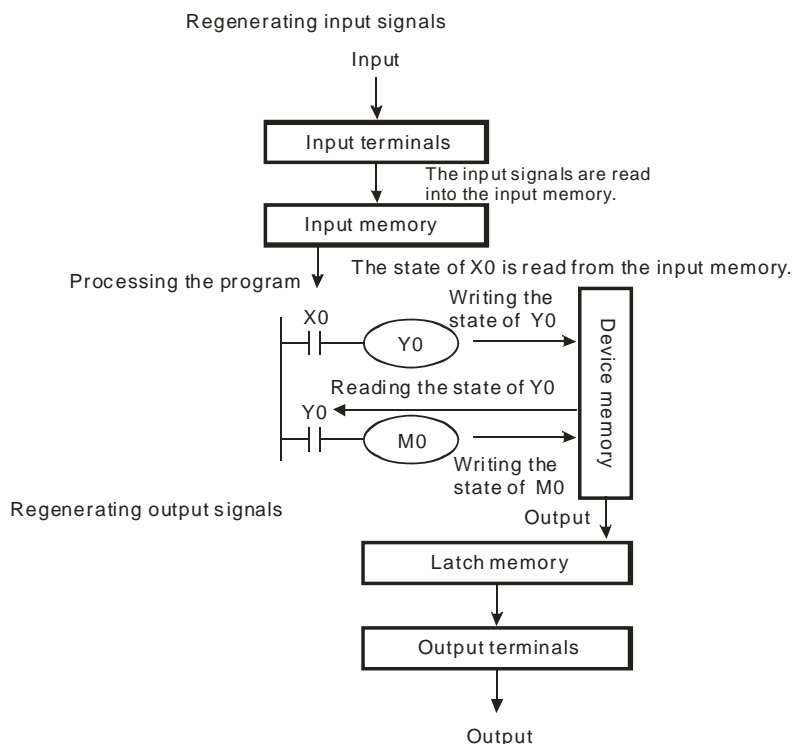 Regenerating input signals
Input
Input terminals
The input signals are read
into the input memory.
Input memory
Processing the program
The state of X0 is read from the input memory.
X0
Y0
Writing the
state of Y0
Device memory
Reading the state of Y0
Y0
M0
Writing the
state of M0
Regenerating output signals
Output
Latch memory
Output terminals
Output